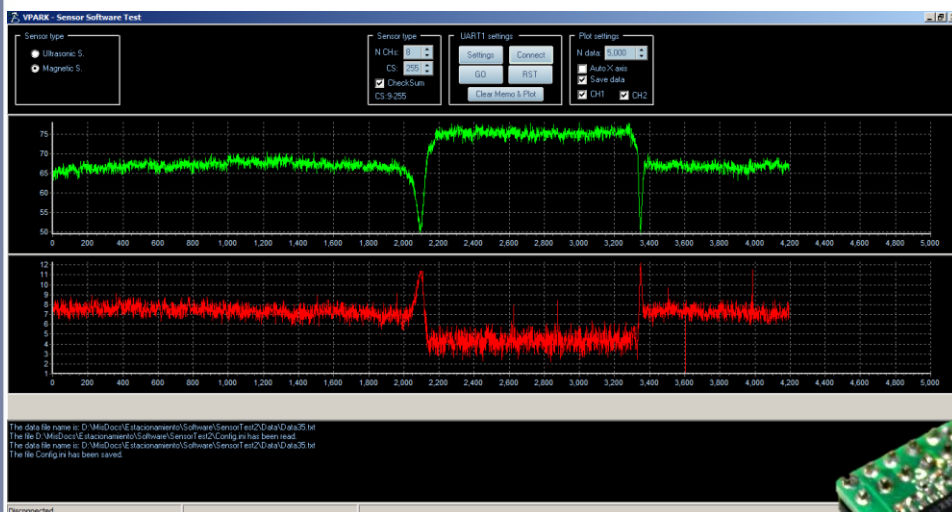 VPARK - Sensor Software Test
Sensor type
Ultrasonic S.
Magnetic S.
Sensor type
N CHs: 8
CS: 255
CheckSum
CS:9-255
UART1 settings
Settings Connect
GO RST
Clear Memo & Plot
Plot settings
N data: 5,000
Auto X axis
Save data
CH1 CH2
75
70
65
60
55
50
0 200 400 600 800 1,000 1,200 1,400 1,600 1,800 2,000 2,200 2,400 2,600 2,800 3,000 3,200 3,400 3,600 3,800 4,000 4,200 4,400 4,600 4,800 5,000
12
11
10
9
8
7
6
5
4
3
2
1
0 200 400 600 800 1,000 1,200 1,400 1,600 1,800 2,000 2,200 2,400 2,600 2,800 3,000 3,200 3,400 3,600 3,800 4,000 4,200 4,400 4,600 4,800 5,000
The data file name is: D:\MisDocs\Estacionamiento\Software\SensorTest2\Data\Data35.txt
The file D:\MisDocs\Estacionamiento\Software\SensorTest2\Config.ini has been read.
The data file name is: D:\MisDocs\Estacionamiento\Software\SensorTest2\Data\Data35.txt
The file Config.ini has been saved.
Disconnected